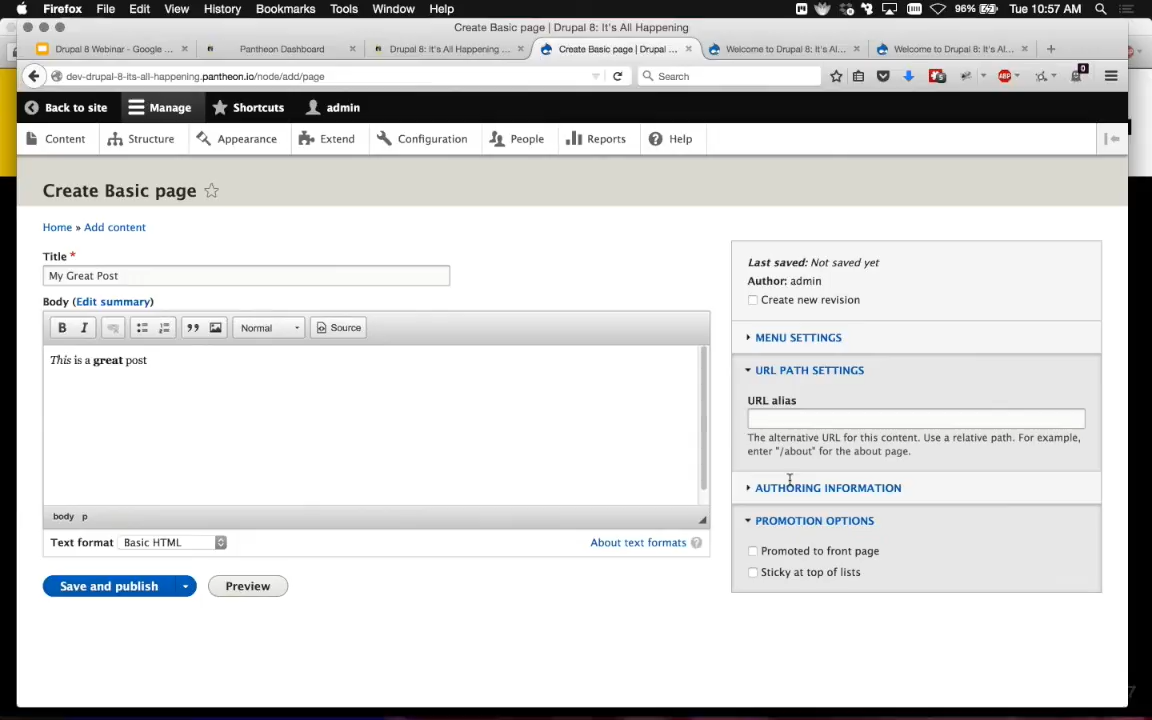 Firefox File Edit View History Bookmarks Tools Window Help 96% Tue 10:57 AM
Create Basic page | Drupal 8: It's All Happening
Drupal 8 Webinar - Google ... Pantheon Dashboard Drupal 8: it's All Happening ... Create Basic page | Drupal ... Welcome to Drupal 8: It's Al... Welcome to Drupal 8: It's Al...
dev-drupal-8-its-all-happening.pantheon.io/node/add/page Search ABP 0
Back to site Manage Shortcuts admin
Content Structure Appearance Extend Configuration People Reports Help
Create Basic page
Home » Add content
Title *
My Great Post
Body (Edit summary)
B I Normal Source
This is a great post
body p
Text format Basic HTML About text formats ?
Save and publish Preview
Last saved: Not saved yet
Author: admin
Create new revision
MENU SETTINGS
URL PATH SETTINGS
URL alias
The alternative URL for this content. Use a relative path. For example,
enter "/about" for the about page.
AUTHORING INFORMATION
PROMOTION OPTIONS
Promoted to front page
Sticky at top of lists